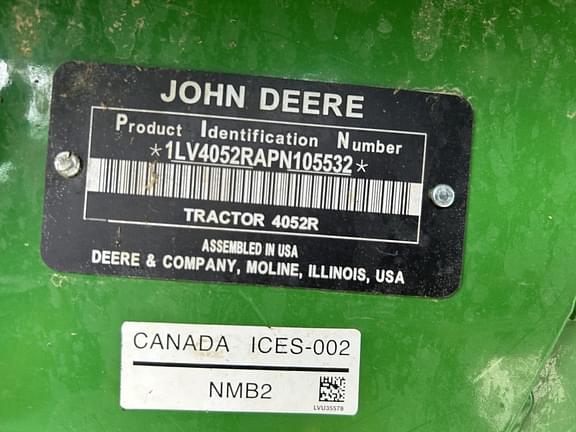 JOHN DEERE
Product Identification Number
*1LV4052RAPN105532*
TRACTOR 4052R
ASSEMBLED IN USA
DEERE & COMPANY, MOLINE, ILLINOIS, USA
CANADA ICES-002
NMB2
LVU35578